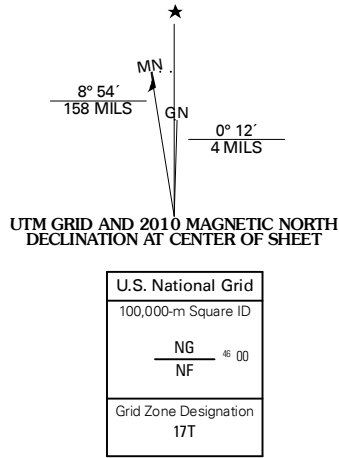 ★
MN
8° 54´
158 MILS
GN
0° 12´
4 MILS
UTM GRID AND 2010 MAGNETIC NORTH
DECLINATION AT CENTER OF SHEET
U.S. National Grid
100,000-m Square ID
NG
46 00
NF
Grid Zone Designation
17T